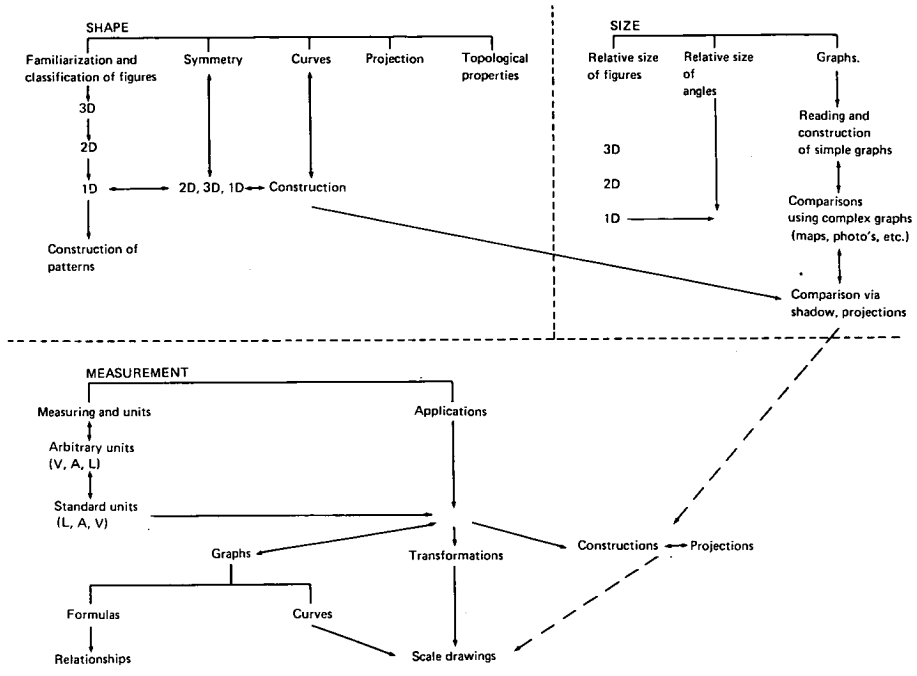 SHAPE
Familiarization and
classification of figures
Symmetry
Curves
Projection
Topological
properties
3D
2D
1D
2D, 3D, 1D
Construction
Construction of
patterns
SIZE
Relative size
of figures
Relative size
of
angles
Graphs.
Reading and
construction
of simple graphs
3D
2D
1D
Comparisons
using complex graphs
(maps, photo's, etc.)
Comparison via
shadow, projections
MEASUREMENT
Measuring and units
Applications
Arbitrary units
(V, A, L)
Standard units
(L, A, V)
Graphs
Transformations
Constructions
Projections
Formulas
Curves
Relationships
Scale drawings